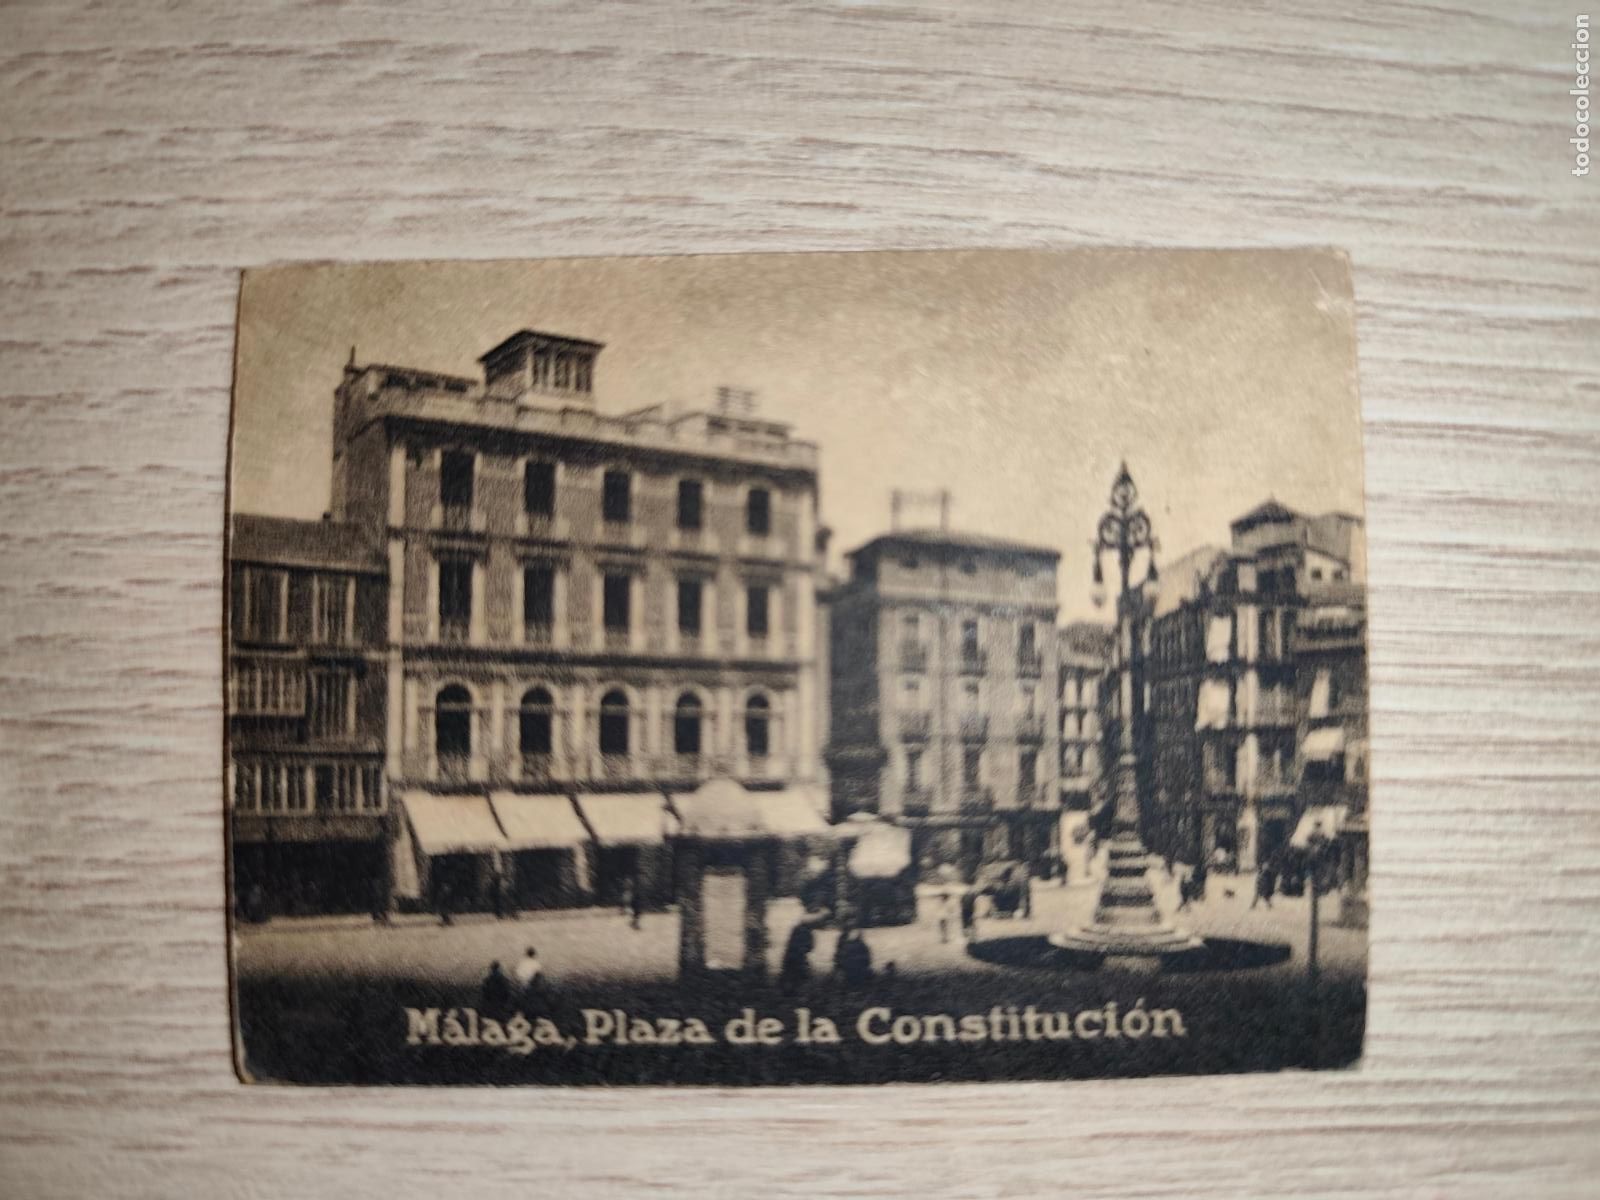 todocoleccion
Málaga, Plaza de la Constitución